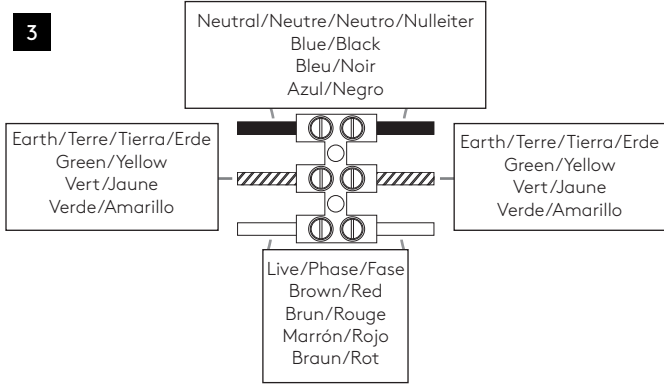 3
Neutral/Neutre/Neutro/Nulleiter
Blue/Black
Bleu/Noir
Azul/Negro
Earth/Terre/Tierra/Erde
Green/Yellow
Vert/Jaune
Verde/Amarillo
Earth/Terre/Tierra/Erde
Green/Yellow
Vert/Jaune
Verde/Amarillo
Live/Phase/Fase
Brown/Red
Brun/Rouge
Marrón/Rojo
Braun/Rot